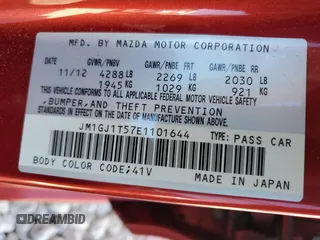 MFD. BY MAZDA MOTOR CORPORATION
GVWR/PNBV GAWR/PNBE FRT GAWR/PNBE RR
11/12 4288 LB 2269 LB 2030 LB
1945 KG 1029 KG 921 KG
THIS VEHICLE CONFORMS TO ALL APPLICABLE FEDERAL MOTOR VEHICLE SAFETY,
BUMPER, AND THEFT PREVENTION
STANDARDS IN EFFECT ON THE DATE OF MANUFACTURE SHOWN ABOVE.
JM1GJ1T57E1101644 TYPE: PASS CAR
BODY COLOR CODE;41V MADE IN JAPAN
DREAMBID